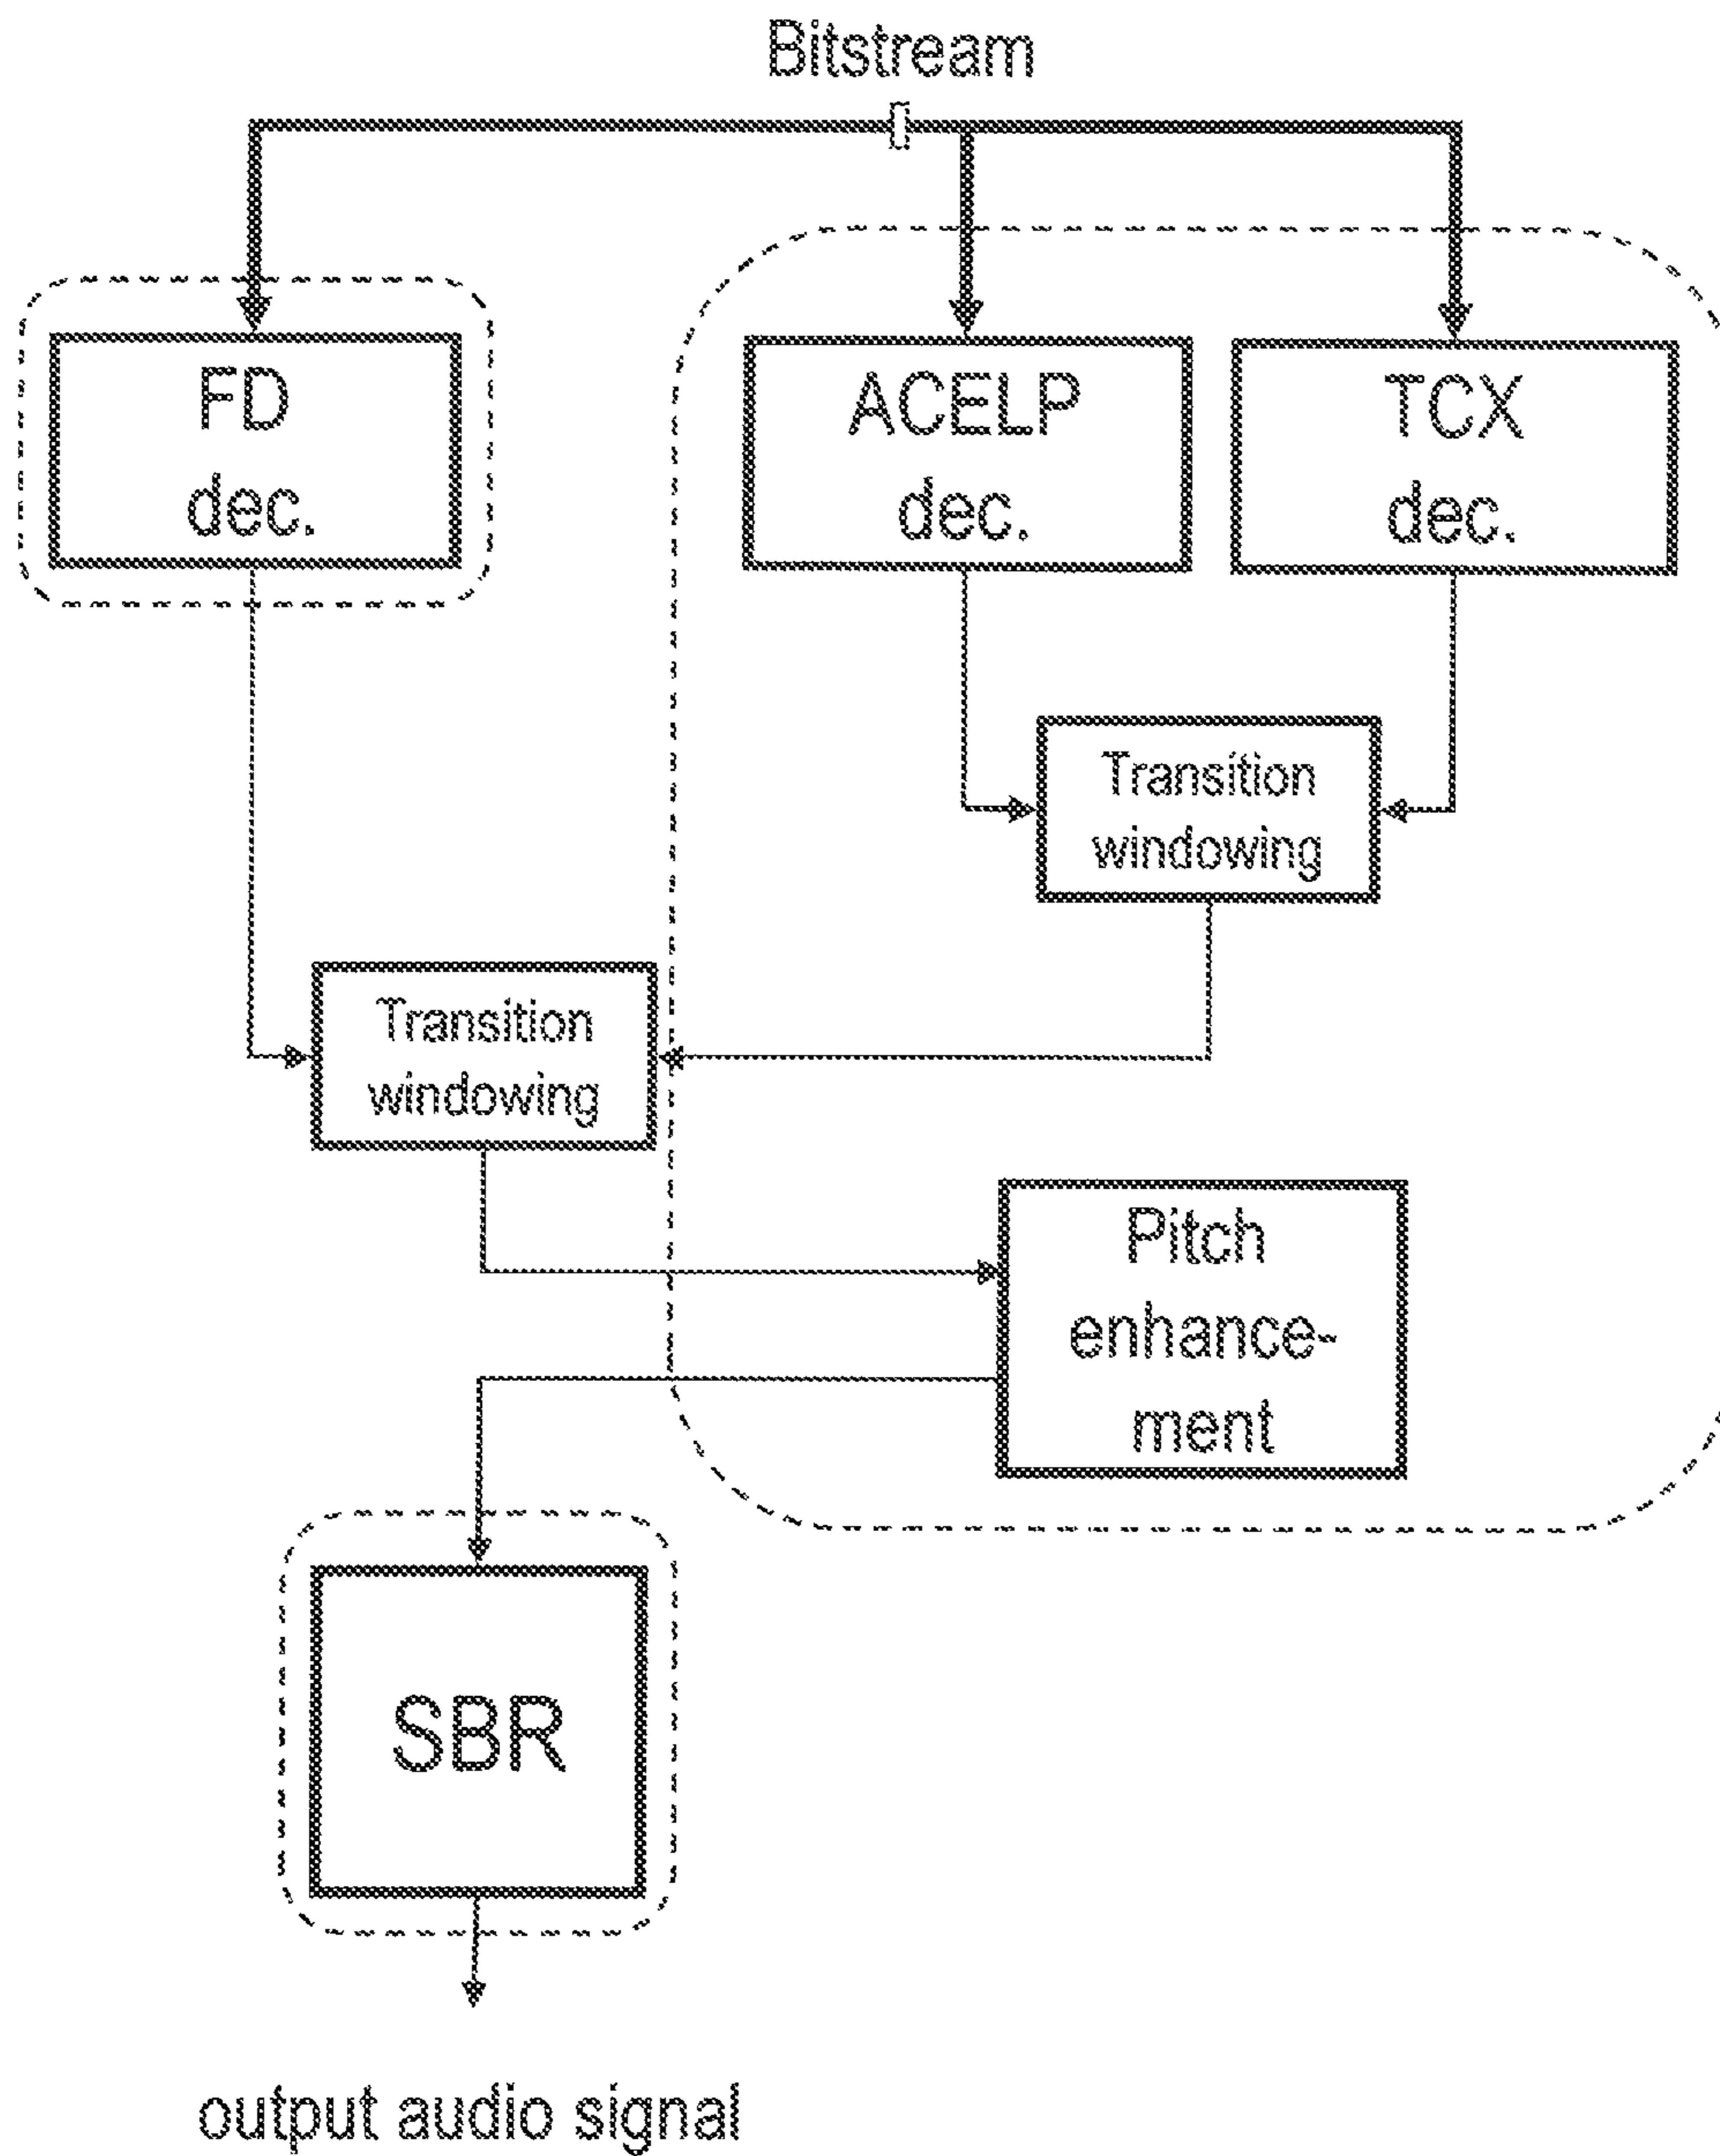 Bitstream
FD
dec.
ACELP
dec.
TCX
dec.
Transition
windowing
Transition
windowing
Pitch
enhance-
ment
SBR
output audio signal